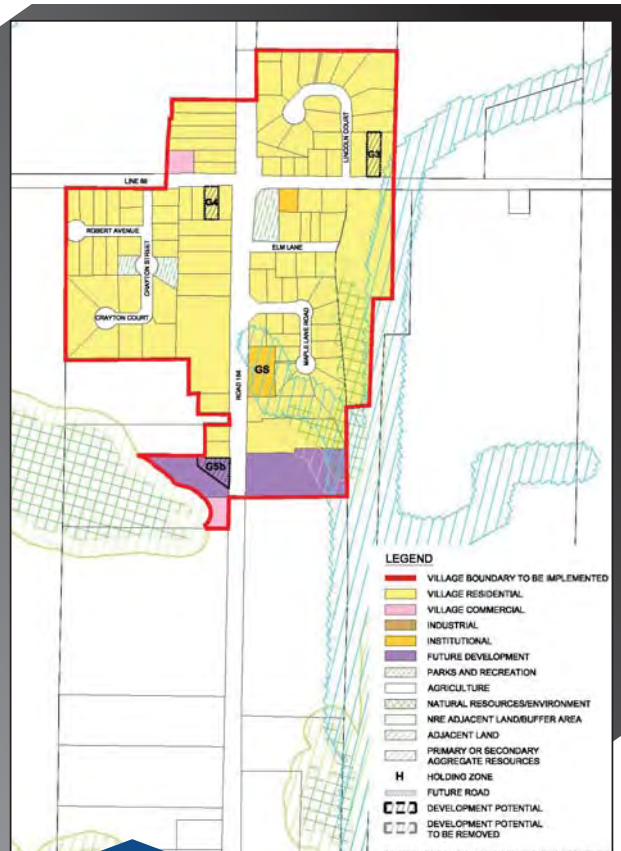 LINCOLN COURT
G3
LINE 86
G4
ROBERT AVENUE
CRAYTON STREET
ELM LANE
CRAYTON COURT
MAPLE LANE ROAD
GS
ROAD 164
G5b
LEGEND
VILLAGE BOUNDARY TO BE IMPLEMENTED
VILLAGE RESIDENTIAL
VILLAGE COMMERCIAL
INDUSTRIAL
INSTITUTIONAL
FUTURE DEVELOPMENT
PARKS AND RECREATION
AGRICULTURE
NATURAL RESOURCES/ENVIRONMENT
NRE ADJACENT LAND/BUFFER AREA
ADJACENT LAND
PRIMARY OR SECONDARY
AGGREGATE RESOURCES
H HOLDING ZONE
FUTURE ROAD
DEVELOPMENT POTENTIAL
DEVELOPMENT POTENTIAL
TO BE REMOVED